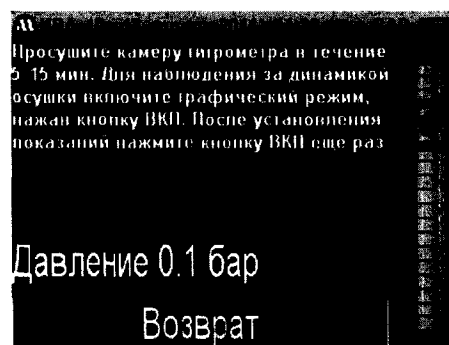 Просушите камеру гигрометра в течение
5-15 мин. Для наблюдения за динамикой
осушки включите графический режим,
нажав кнопку ВКЛ. После установления
показаний нажмите кнопку ВКЛ еще раз
Давление 0.1 бар
Возврат